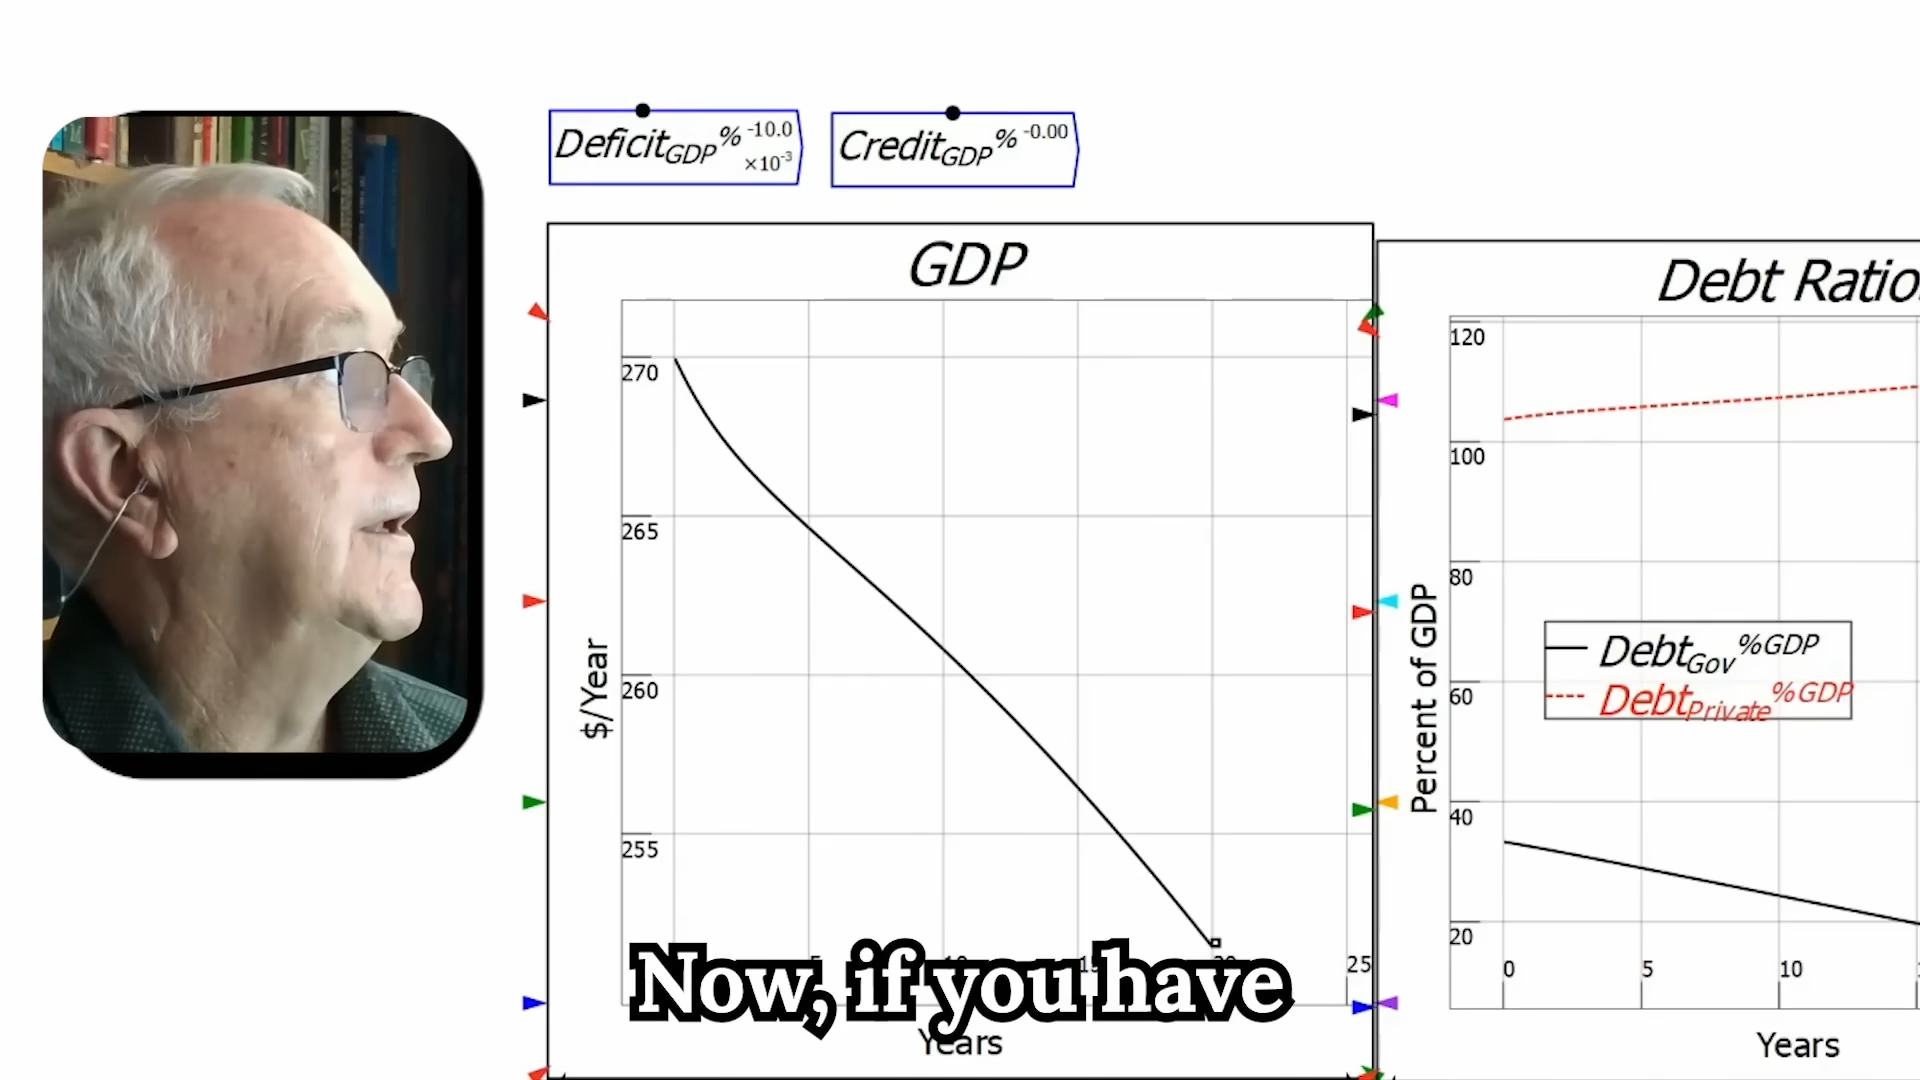 Deficit_GDP % -10.0 ×10^-3
Credit_GDP % -0.00
GDP
270
265
260
255
$/Year
25
Years
Debt Ratio
120
100
80
60
40
20
Percent of GDP
Debt_Gov %GDP
Debt_Private %GDP
0 5 10
Years
Now, if you have